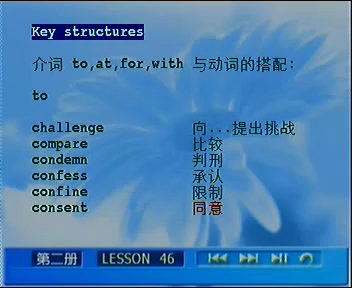 Key structures
介词 to,at,for,with 与动词的搭配:
to
challenge 向...提出挑战
compare 比较
condemn 判刑
confess 承认
confine 限制
consent 同意
第二册 LESSON 46